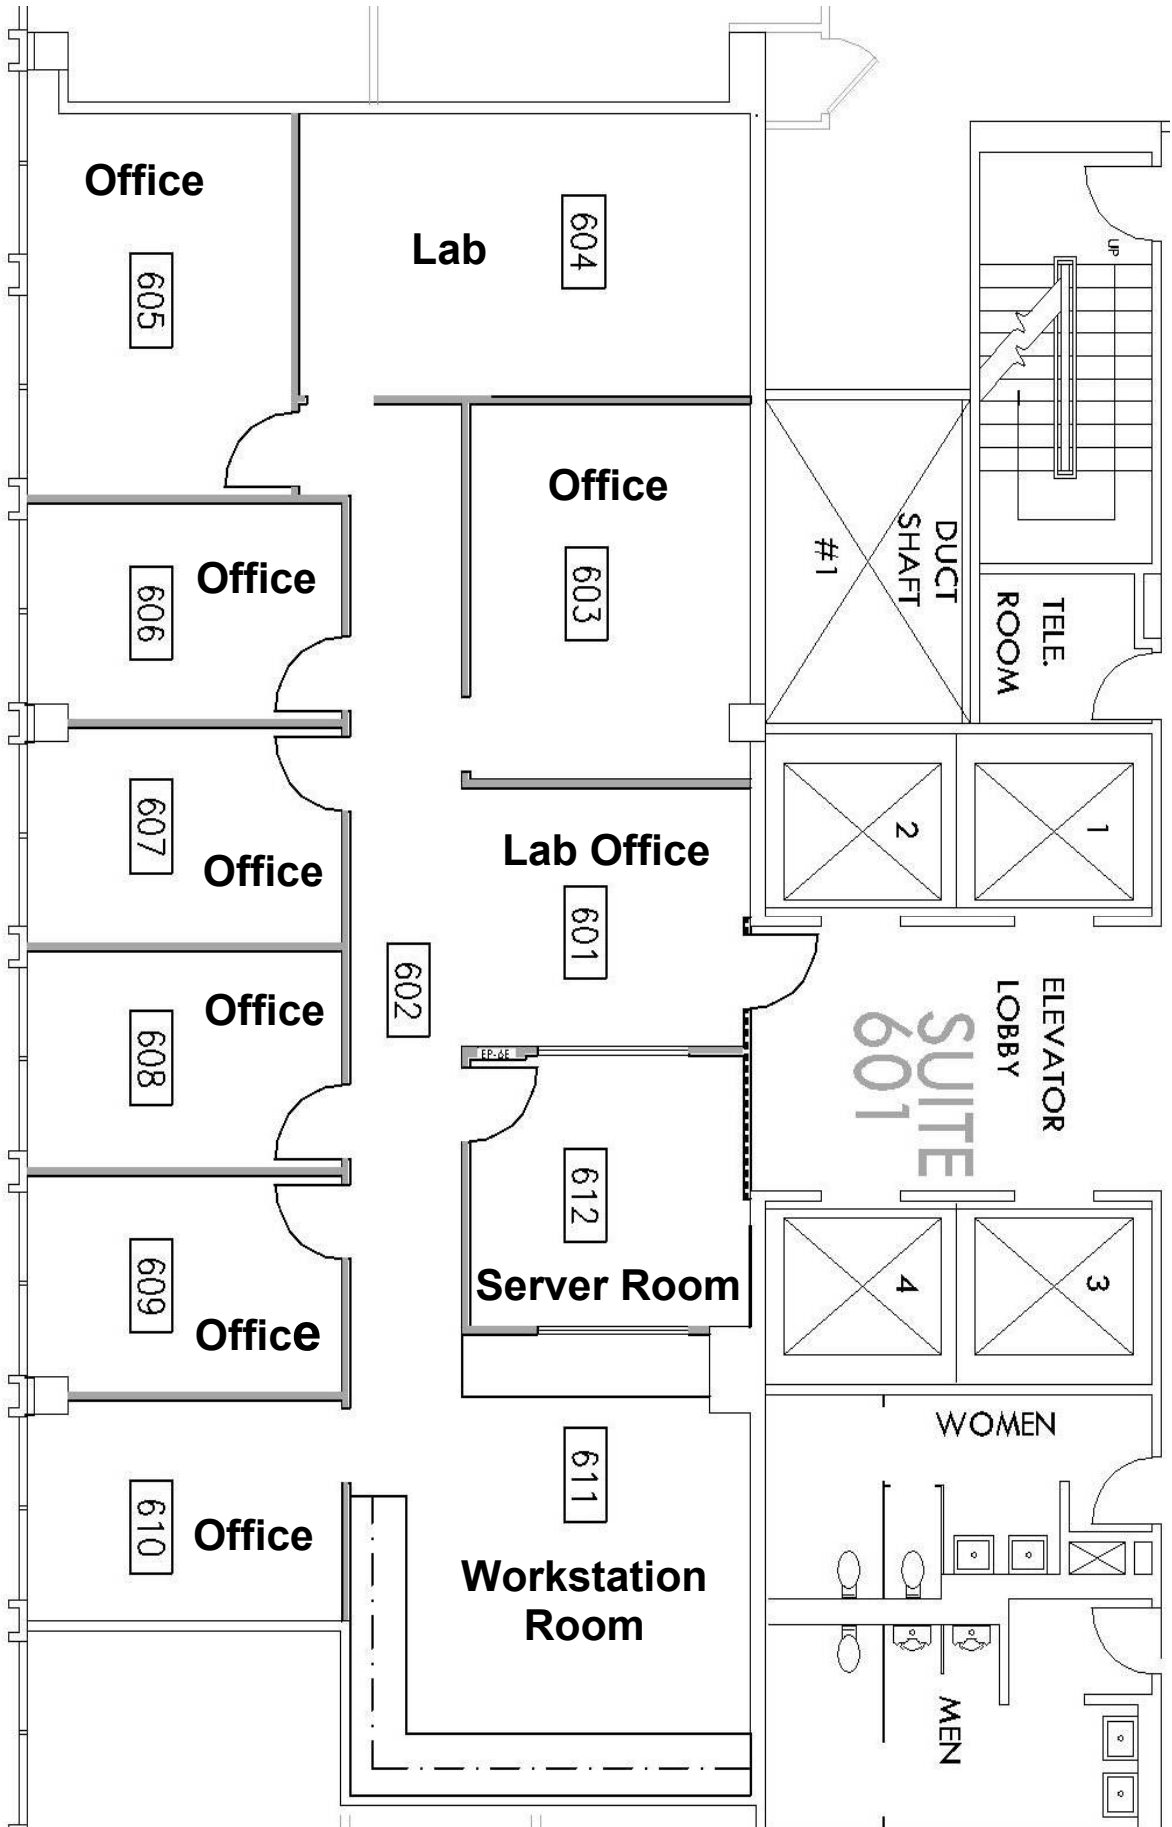 Office
605
Lab
604
UP
Office
603
DUCT
SHAFT
#1
TELE.
ROOM
Office
606
607
Office
Lab Office
601
2
1
602
Office
608
EP-6E
ELEVATOR
LOBBY
SUITE
601
612
Server Room
609
Office
4
3
WOMEN
611
Workstation
Room
610
Office
MEN